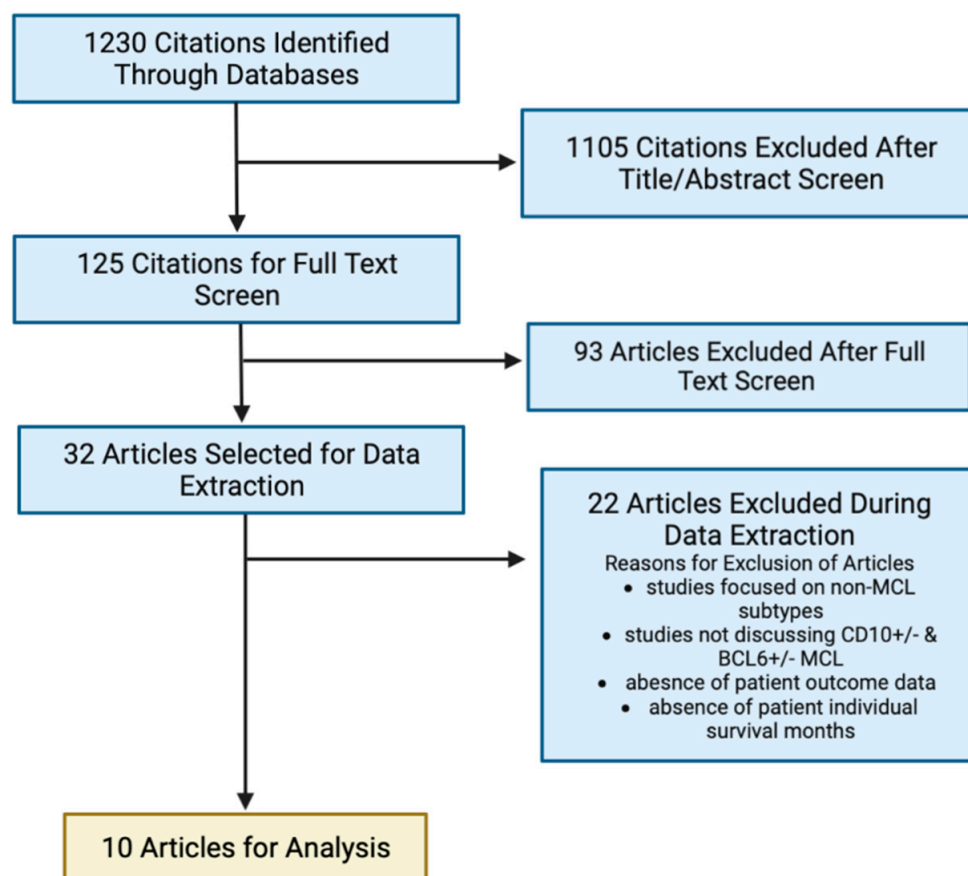 1230 Citations Identified
Through Databases
1105 Citations Excluded After
Title/Abstract Screen
125 Citations for Full Text
Screen
93 Articles Excluded After Full
Text Screen
32 Articles Selected for Data
Extraction
22 Articles Excluded During
Data Extraction
Reasons for Exclusion of Articles
• studies focused on non-MCL
subtypes
• studies not discussing CD10+/- &
BCL6+/- MCL
• abesnce of patient outcome data
• absence of patient individual
survival months
10 Articles for Analysis